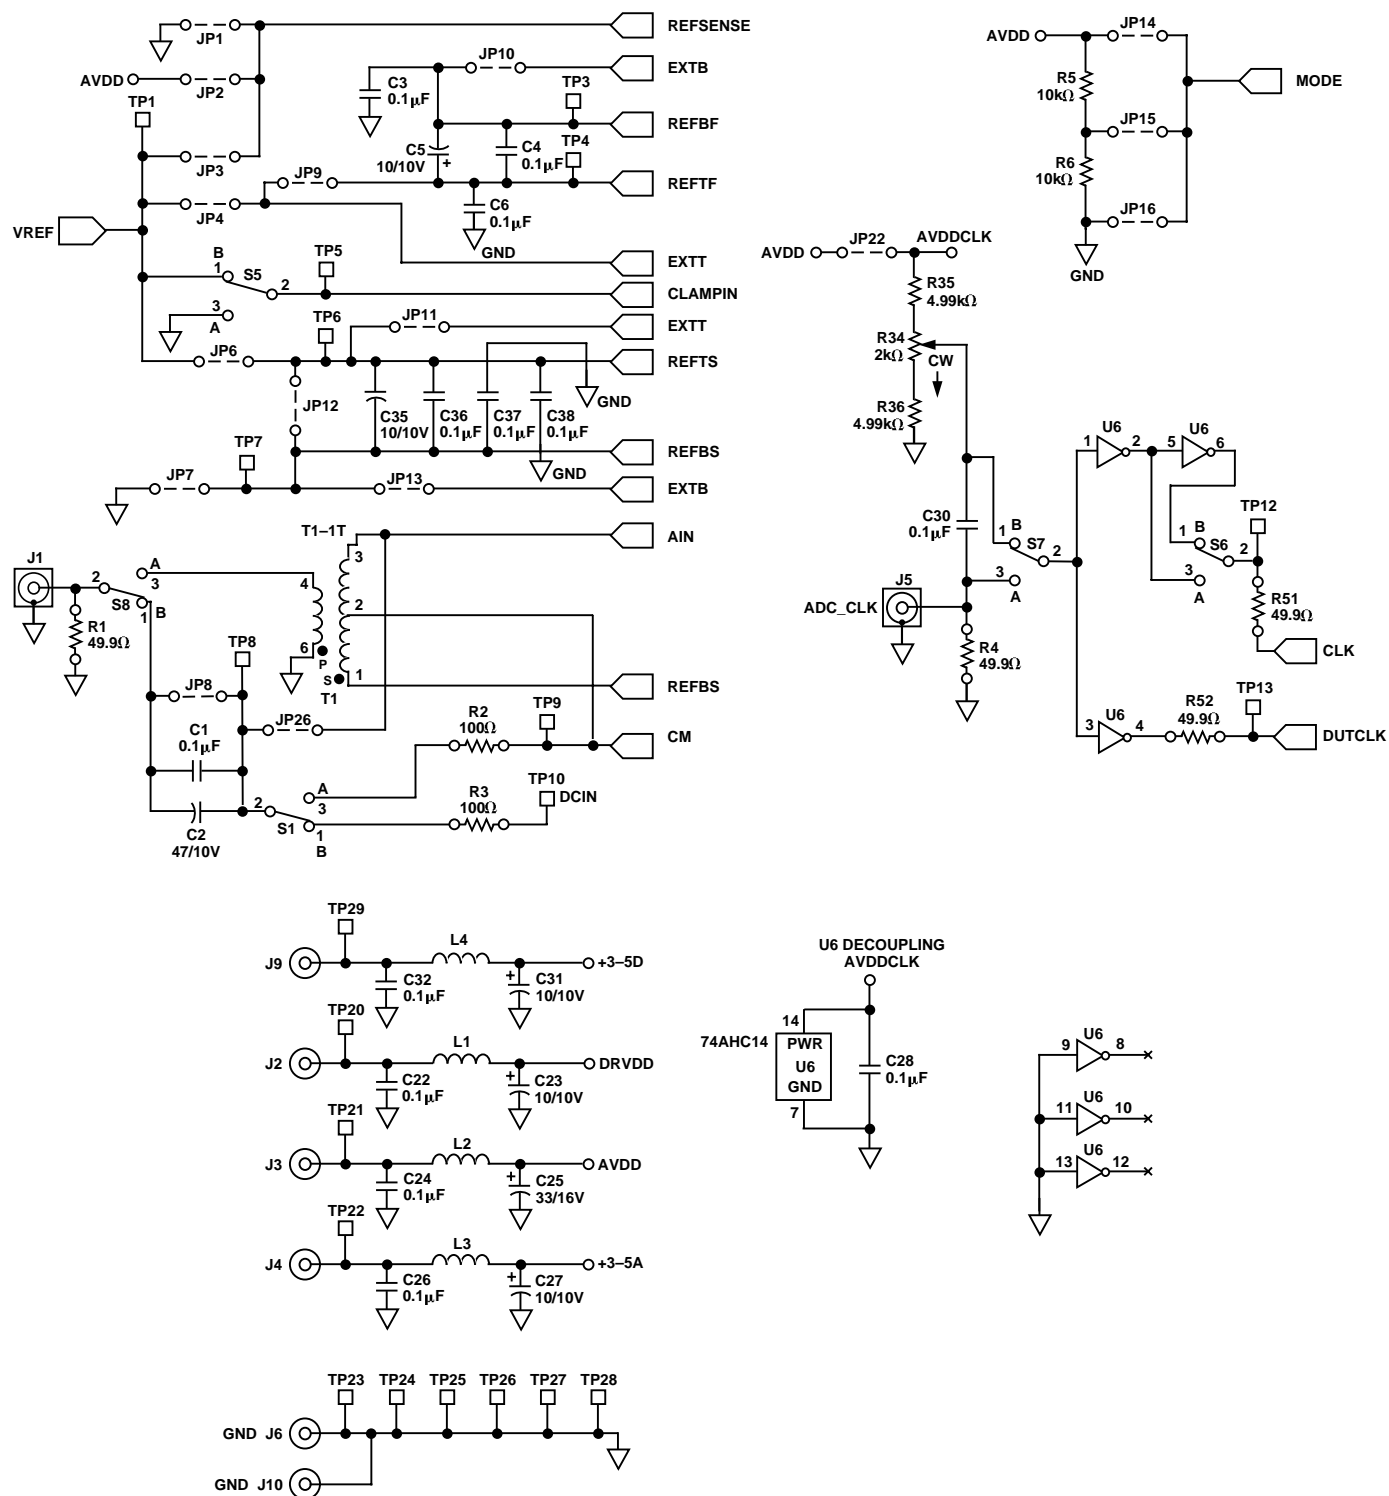 JP1
REFSENSE
AVDD
JP2
TP1
JP3
C3
0.1µF
JP10
EXTB
TP3
REFBF
C5
10/10V
+
C4
0.1µF
TP4
JP9
REFTF
JP4
C6
0.1µF
GND
VREF
EXTT
B
1
S5
2
TP5
CLAMPIN
3
A
TP6
JP11
EXTT
JP6
REFTS
JP12
C35
10/10V
C36
0.1µF
C37
0.1µF
C38
0.1µF
GND
TP7
REFBS
GND
JP7
JP13
EXTB
T1–1T
3
AIN
J1
2
A
3
S8
1
B
R1
49.9Ω
4
2
6
P
S
1
T1
REFBS
TP8
JP8
C1
0.1µF
JP26
R2
100Ω
TP9
CM
C2
47/10V
2
S1
A
3
1
B
R3
100Ω
TP10
DCIN
AVDD
JP14
R5
10kΩ
MODE
JP15
R6
10kΩ
JP16
GND
AVDD
JP22
AVDDCLK
R35
4.99kΩ
R34
2kΩ
CW
R36
4.99kΩ
C30
0.1µF
1
B
S7
2
3
A
J5
ADC_CLK
R4
49.9Ω
U6
1
2
5
U6
6
TP12
1
B
S6
2
3
A
R51
49.9Ω
CLK
U6
3
4
R52
49.9Ω
TP13
DUTCLK
TP29
J9
L4
+3–5D
C32
0.1µF
+
C31
10/10V
TP20
J2
L1
DRVDD
C22
0.1µF
+
C23
10/10V
TP21
J3
L2
AVDD
C24
0.1µF
+
C25
33/16V
TP22
J4
L3
+3–5A
C26
0.1µF
+
C27
10/10V
U6 DECOUPLING
AVDDCLK
14
74AHC14
PWR
U6
GND
7
C28
0.1µF
U6
9
8
U6
11
10
U6
13
12
TP23 TP24 TP25 TP26 TP27 TP28
GND J6
GND J10